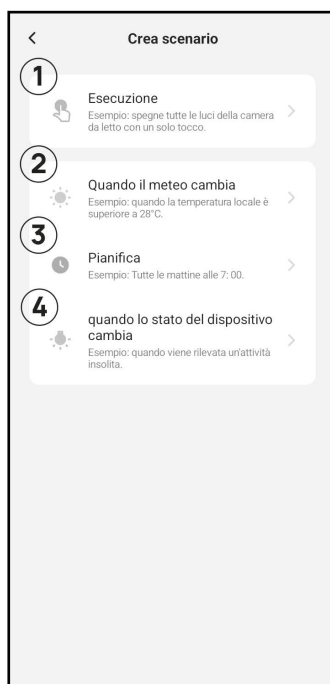 Crea scenario
1
Esecuzione
Esempio: spegne tutte le luci della camera
da letto con un solo tocco.
2
Quando il meteo cambia
Esempio: quando la temperatura locale è
superiore a 28°C.
3
Pianifica
Esempio: Tutte le mattine alle 7: 00.
4
quando lo stato del dispositivo
cambia
Esempio: quando viene rilevata un'attività
insolita.